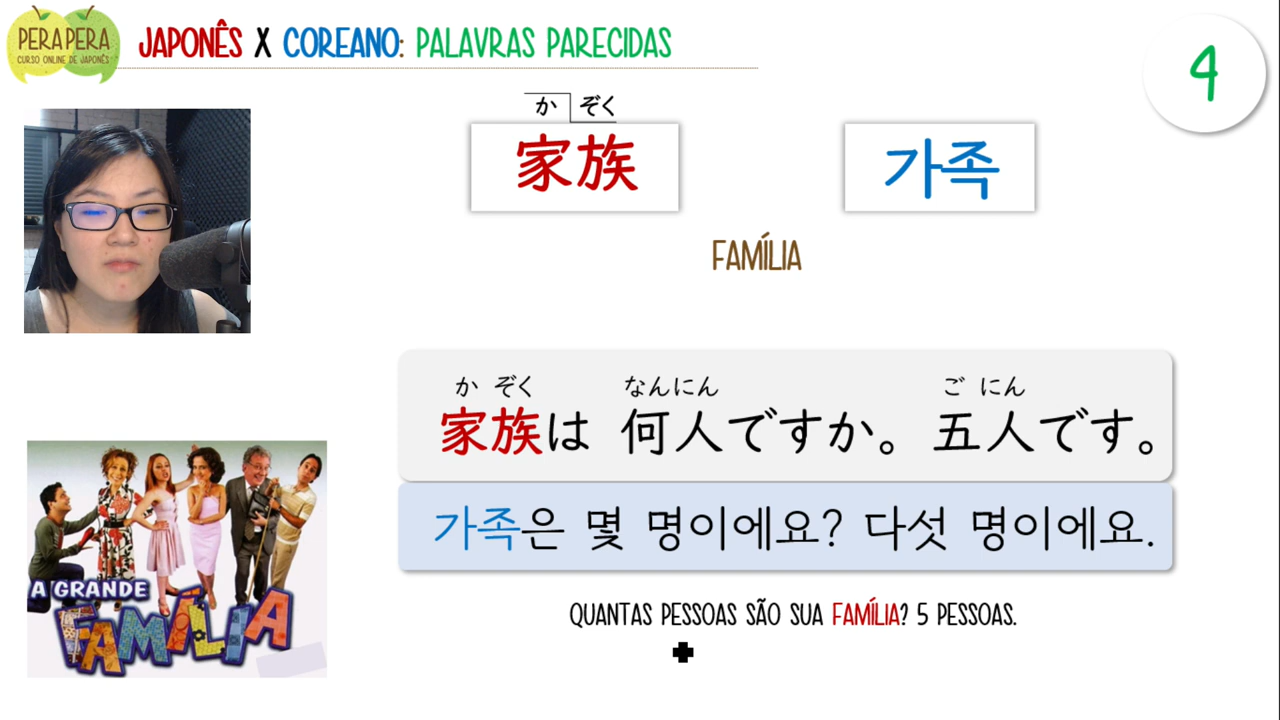 PERA PERA
CURSO ONLINE DE JAPONÊS
JAPONÊS X COREANO: PALAVRAS PARECIDAS
4
か ぞく
家族
가족
FAMÍLIA
か ぞく なんにん ご にん
家族は 何人ですか。 五人です。
가족은 몇 명이에요? 다섯 명이에요.
QUANTAS PESSOAS SÃO SUA FAMÍLIA? 5 PESSOAS.
A GRANDE
FAMÍLIA